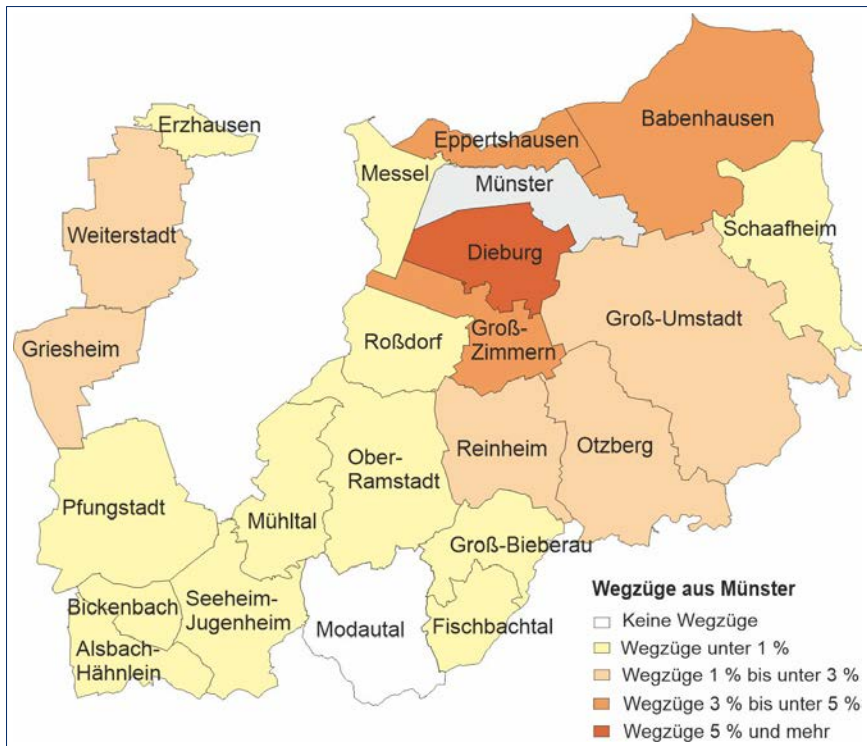 Erzhausen
Babenhausen
Eppertshausen
Messel
Münster
Schaafheim
Weiterstadt
Dieburg
Groß-Umstadt
Griesheim
Roßdorf
Groß-
Zimmern
Reinheim
Otzberg
Ober-
Ramstadt
Pfungstadt
Mühltal
Groß-Bieberau
Bickenbach
Seeheim-
Jugenheim
Modautal
Fischbachtal
Alsbach-
Hähnlein
Wegzüge aus Münster
Keine Wegzüge
Wegzüge unter 1 %
Wegzüge 1 % bis unter 3 %
Wegzüge 3 % bis unter 5 %
Wegzüge 5 % und mehr